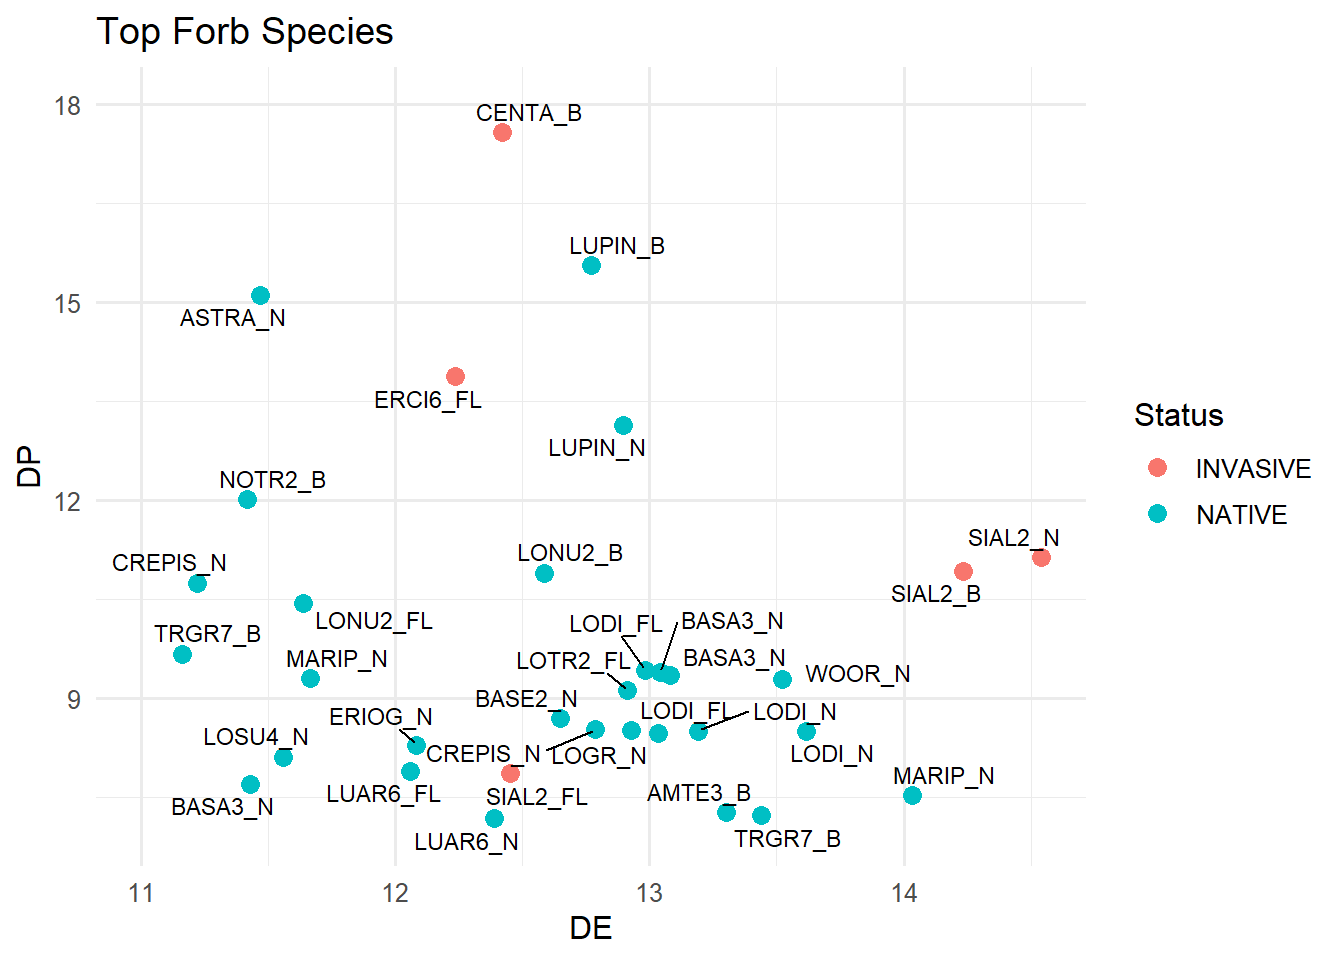 Top Forb Species
18
15
12
9
DP
CENTA_B
LUPIN_B
ASTRA_N
ERCI6_FL
LUPIN_N
NOTR2_B
SIAL2_N
LONU2_B
CREPIS_N
SIAL2_B
LONU2_FL
LODI_FL
BASA3_N
TRGR7_B
MARIP_N
LOTR2_FL
BASA3_N
WOOR_N
BASE2_N
ERIOG_N
LODI_FL
LODI_N
LOSU4_N
CREPIS_N
LOGR_N
LODI_N
MARIP_N
BASA3_N
LUAR6_FL
SIAL2_FL
AMTE3_B
LUAR6_N
TRGR7_B
11
12
13
14
DE
Status
INVASIVE
NATIVE